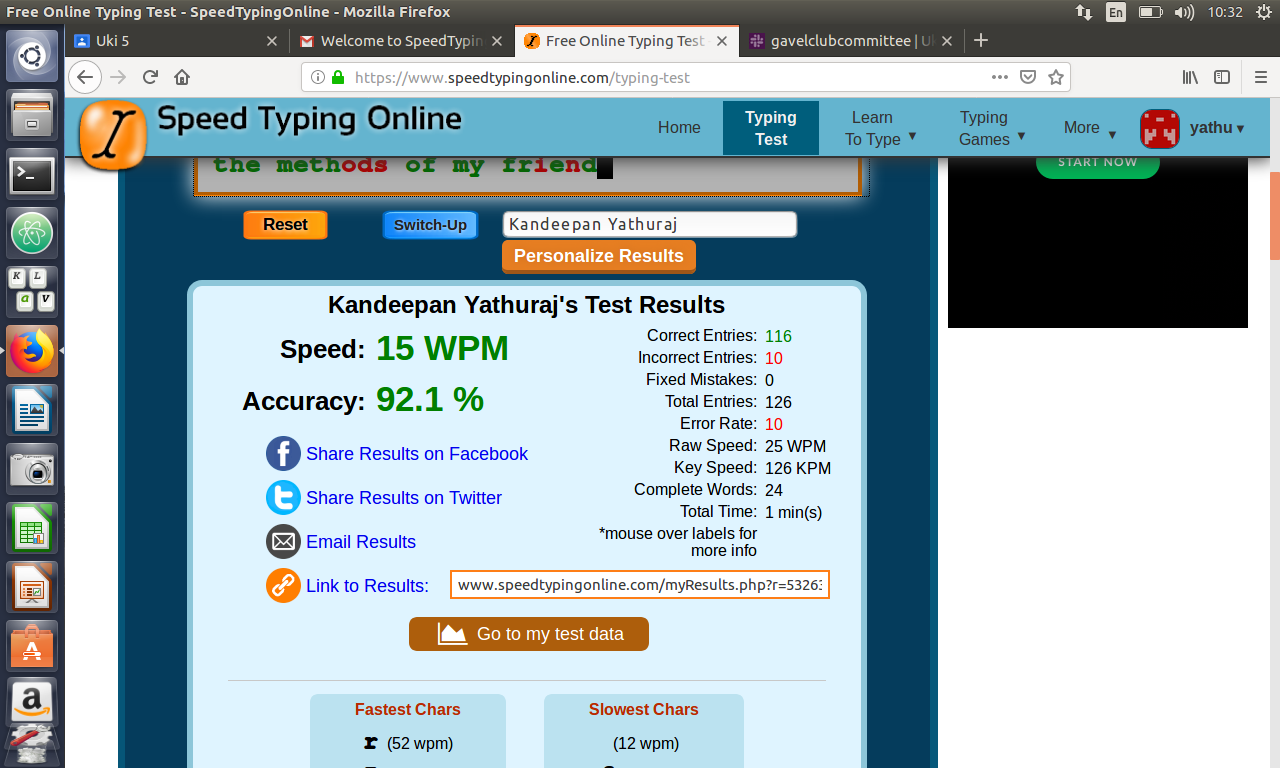 Free Online Typing Test - SpeedTypingOnline - Mozilla Firefox
En
10:32
Uki 5
Welcome to SpeedTypin
Free Online Typing Test
gavelclubcommittee | U
https://www.speedtypingonline.com/typing-test
Speed Typing Online
Home
Typing
Test
Learn
To Type
Typing
Games
More
yathu
the methods of my friend
START NOW
Reset
Switch-Up
Kandeepan Yathuraj
Personalize Results
Kandeepan Yathuraj's Test Results
Speed: 15 WPM
Accuracy: 92.1 %
Correct Entries: 116
Incorrect Entries: 10
Fixed Mistakes: 0
Total Entries: 126
Error Rate: 10
Raw Speed: 25 WPM
Key Speed: 126 KPM
Complete Words: 24
Total Time: 1 min(s)
*mouse over labels for
more info
Share Results on Facebook
Share Results on Twitter
Email Results
Link to Results:
www.speedtypingonline.com/myResults.php?r=53263
Go to my test data
Fastest Chars
r (52 wpm)
Slowest Chars
(12 wpm)